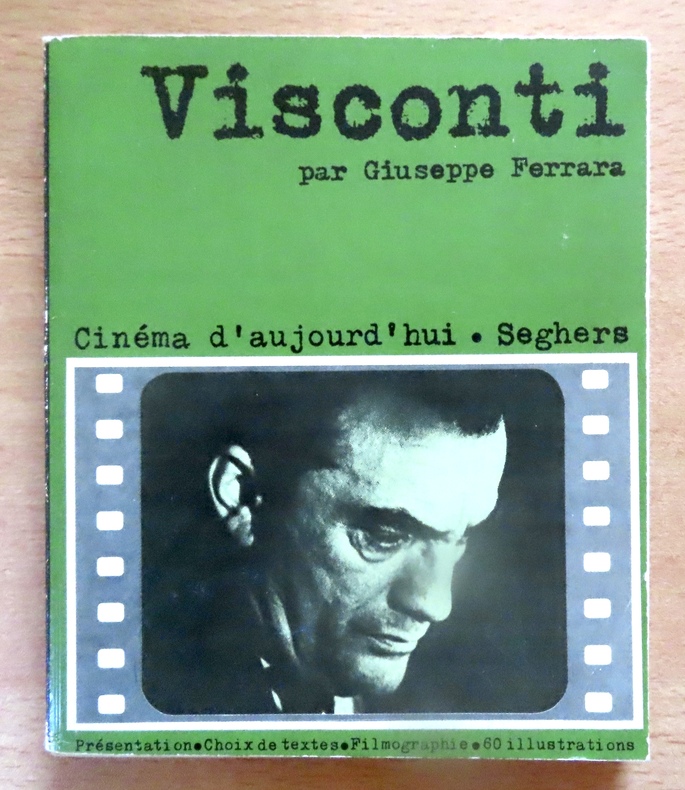 Visconti
par Giuseppe Ferrara
Cinéma d'aujourd'hui • Seghers
Présentation•Choix de textes•Filmographie•60 illustrations